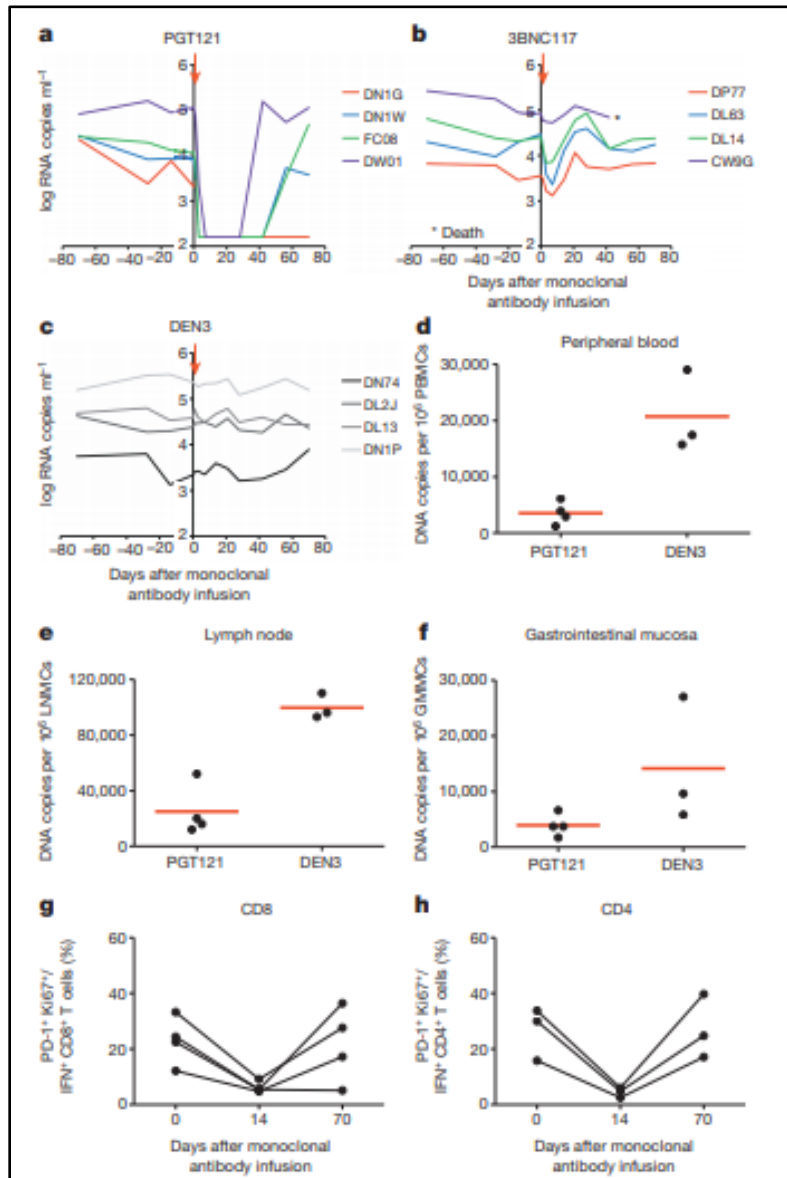 a
PGT121
log RNA copies ml⁻¹
6
5
4
3
2
–80 –60 –40 –20 0 20 40 60 80
Days after monoclonal
antibody infusion
DN1G
DN1W
FC08
DW01
b
3BNC117
6
5
4
3
2
* Death
*
–80 –60 –40 –20 0 20 40 60 80
Days after monoclonal
antibody infusion
DP77
DL63
DL14
CW9G
c
DEN3
log RNA copies ml⁻¹
6
5
4
3
2
–80 –60 –40 –20 0 20 40 60 80
Days after monoclonal
antibody infusion
DN74
DL2J
DL13
DN1P
d
Peripheral blood
DNA copies per 10⁶ PBMCs
30,000
20,000
10,000
0
PGT121 DEN3
e
Lymph node
DNA copies per 10⁶ LNMCs
120,000
80,000
40,000
0
PGT121 DEN3
f
Gastrointestinal mucosa
DNA copies per 10⁶ GMMCs
30,000
20,000
10,000
0
PGT121 DEN3
g
CD8
PD-1⁺ Ki67⁺/
IFN⁺ CD8⁺ T cells (%)
60
40
20
0
0 14 70
Days after monoclonal
antibody infusion
h
CD4
PD-1⁺ Ki67⁺/
IFN⁺ CD4⁺ T cells (%)
60
40
20
0
0 14 70
Days after monoclonal
antibody infusion